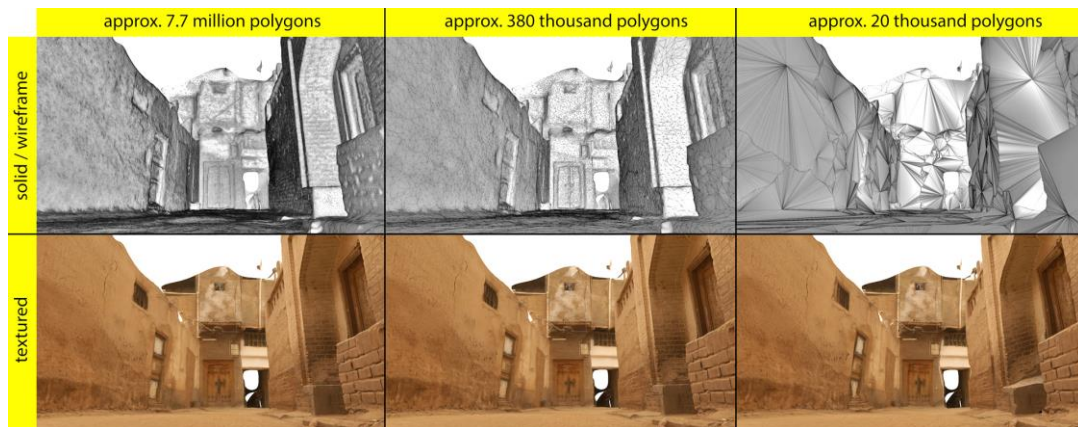 approx. 7.7 million polygons
approx. 380 thousand polygons
approx. 20 thousand polygons
solid / wireframe
textured